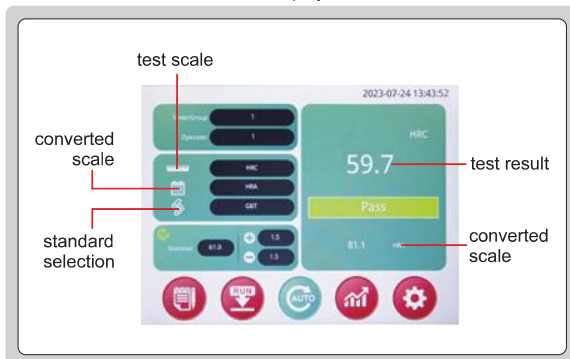 test scale
2023-07-24 13:43:52
1
Operator 1
HRC
converted
scale
HRC
HRA
59.7
test result
GBT
Pass
standard
selection
Nominal 61.0
1.5
1.5
81.1
converted
scale
RUN
AUTO